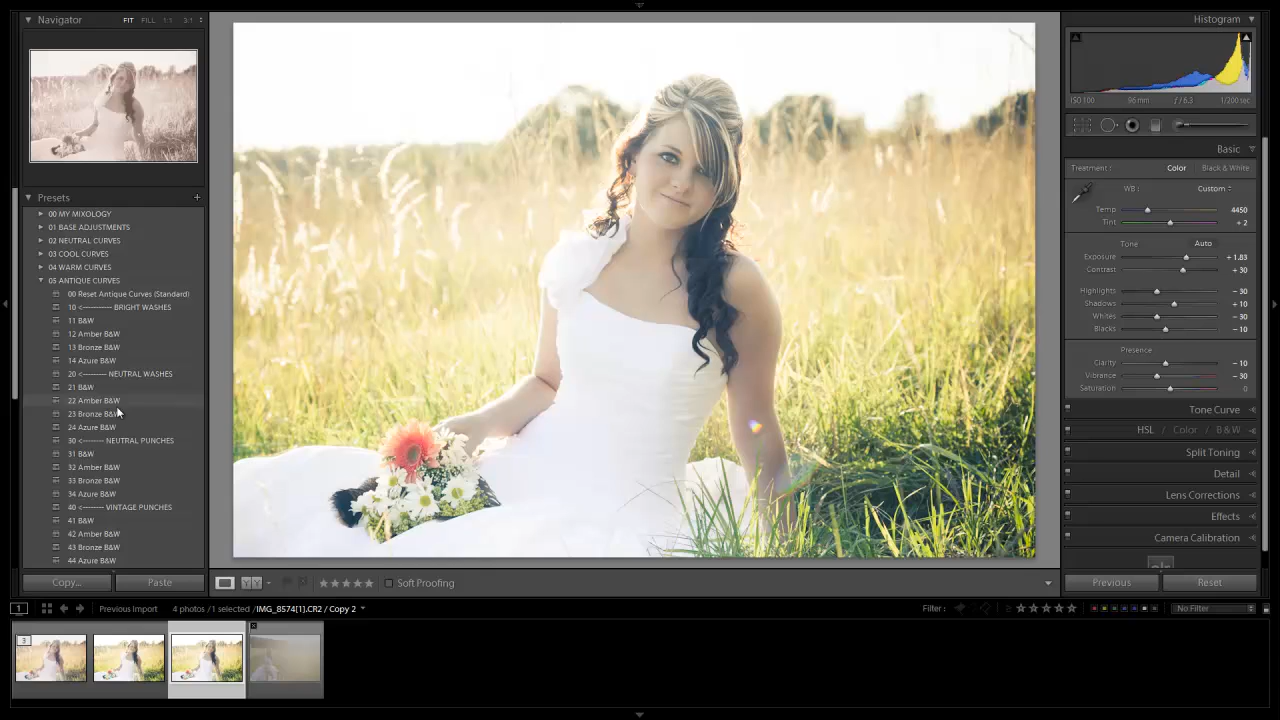 Navigator FIT FILL 1:1 3:1
Presets +
00 MY MIXOLOGY
01 BASE ADJUSTMENTS
02 NEUTRAL CURVES
03 COOL CURVES
04 WARM CURVES
05 ANTIQUE CURVES
00 Reset Antique Curves (Standard)
10 <----------- BRIGHT WASHES
11 B&W
12 Amber B&W
13 Bronze B&W
14 Azure B&W
20 <--------- NEUTRAL WASHES
21 B&W
22 Amber B&W
23 Bronze B&W
24 Azure B&W
30 <-------- NEUTRAL PUNCHES
31 B&W
32 Amber B&W
33 Bronze B&W
34 Azure B&W
40 <-------- VINTAGE PUNCHES
41 B&W
42 Amber B&W
43 Bronze B&W
44 Azure B&W
Copy... Paste
Y Y Soft Proofing
Histogram
ISO 100 96 mm f / 6.3 1/200 sec
Basic
Treatment : Color Black & White
WB : Custom
Temp 4450
Tint + 2
Tone Auto
Exposure + 1.83
Contrast + 30
Highlights - 30
Shadows + 10
Whites - 30
Blacks - 10
Presence
Clarity - 10
Vibrance - 30
Saturation 0
Tone Curve
HSL / Color / B & W
Split Toning
Detail
Lens Corrections
Effects
Camera Calibration
Previous Reset
1 Previous Import 4 photos / 1 selected / IMG_8574[1].CR2 / Copy 2 Filter : No Filter
3